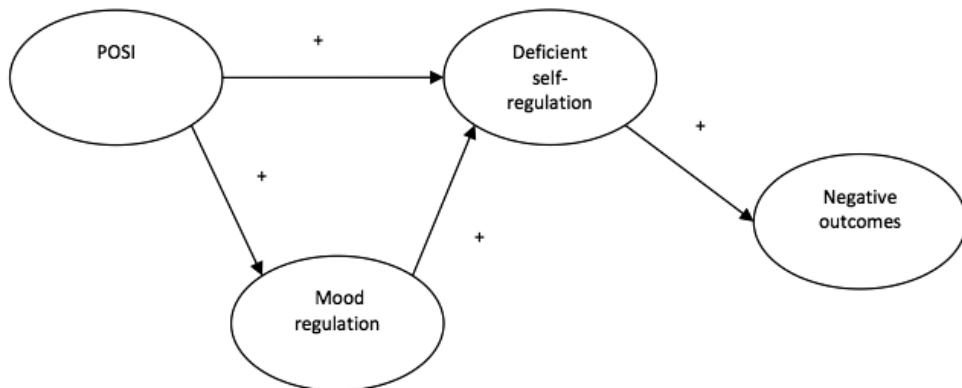 POSI
+
Deficient
self-
regulation
+
+
Negative
outcomes
+
Mood
regulation